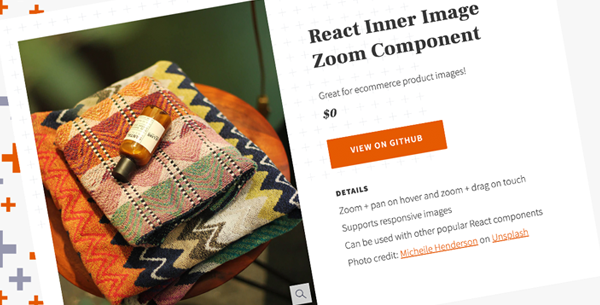 React Inner Image
Zoom Component
Great for ecommerce product images!
$0
VIEW ON GITHUB
DETAILS
Zoom + pan on hover and zoom + drag on touch
Supports responsive images
Can be used with other popular React components
Photo credit: Micheile Henderson on Unsplash